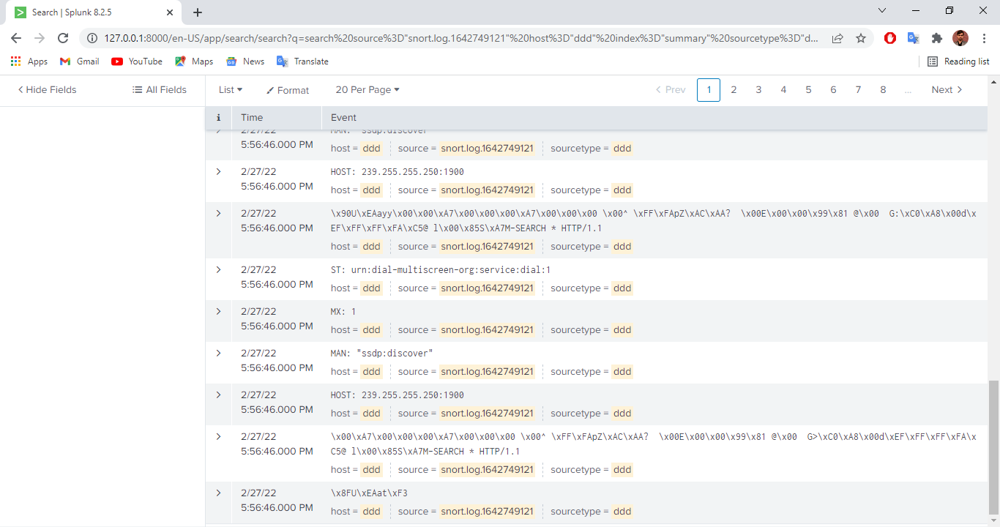 Search | Splunk 8.2.5
127.0.0.1:8000/en-US/app/search/search?q=search%20source%3D"snort.log.1642749121"%20host%3D"ddd"%20index%3D"summary"%20sourcetype%3D"d...
Apps Gmail YouTube Maps News Translate Reading list
Hide Fields All Fields List Format 20 Per Page Prev 1 2 3 4 5 6 7 8 ... Next
i Time Event
2/27/22 MAN: "ssdp:discover"
5:56:46.000 PM host = ddd source = snort.log.1642749121 sourcetype = ddd
2/27/22 HOST: 239.255.255.250:1900
5:56:46.000 PM host = ddd source = snort.log.1642749121 sourcetype = ddd
2/27/22 \x90U\xEAayy\x00\x00\xA7\x00\x00\x00\xA7\x00\x00\x00 \x00^ \xFF\xFApZ\xAC\xAA? \x00E\x00\x00\x99\x81 @\x00 G:\xC0\xA8\x00d\x
5:56:46.000 PM EF\xFF\xFF\xFA\xC5@ l\x00\x85S\xA7M-SEARCH * HTTP/1.1
host = ddd source = snort.log.1642749121 sourcetype = ddd
2/27/22 ST: urn:dial-multiscreen-org:service:dial:1
5:56:46.000 PM host = ddd source = snort.log.1642749121 sourcetype = ddd
2/27/22 MX: 1
5:56:46.000 PM host = ddd source = snort.log.1642749121 sourcetype = ddd
2/27/22 MAN: "ssdp:discover"
5:56:46.000 PM host = ddd source = snort.log.1642749121 sourcetype = ddd
2/27/22 HOST: 239.255.255.250:1900
5:56:46.000 PM host = ddd source = snort.log.1642749121 sourcetype = ddd
2/27/22 \x00\xA7\x00\x00\x00\xA7\x00\x00\x00 \x00^ \xFF\xFApZ\xAC\xAA? \x00E\x00\x00\x99\x81 @\x00 G>\xC0\xA8\x00d\xEF\xFF\xFF\xFA\x
5:56:46.000 PM C5@ l\x00\x85S\xA7M-SEARCH * HTTP/1.1
host = ddd source = snort.log.1642749121 sourcetype = ddd
2/27/22 \x8FU\xEAat\xF3
5:56:46.000 PM host = ddd source = snort.log.1642749121 sourcetype = ddd